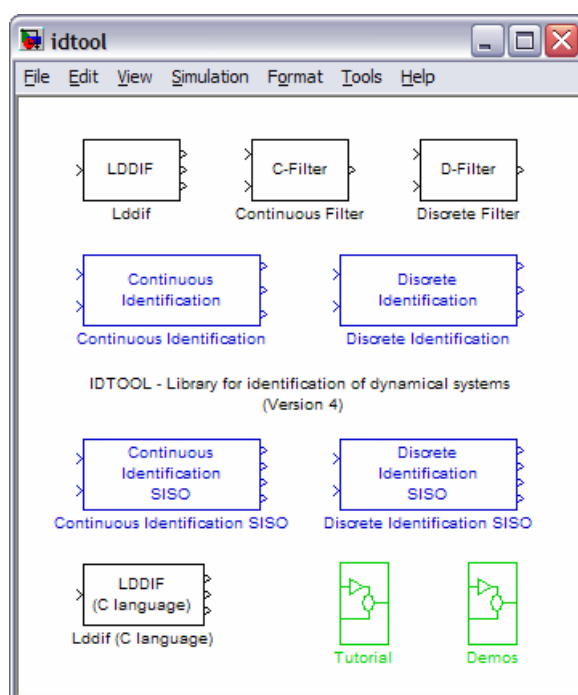 idtool
File Edit View Simulation Format Tools Help
LDDIF C-Filter D-Filter
Lddif Continuous Filter Discrete Filter
Continuous Discrete
Identification Identification
Continuous Identification Discrete Identification
IDTOOL - Library for identification of dynamical systems
(Version 4)
Continuous Discrete
Identification Identification
SISO SISO
Continuous Identification SISO Discrete Identification SISO
LDDIF
(C language)
Lddif (C language) Tutorial Demos